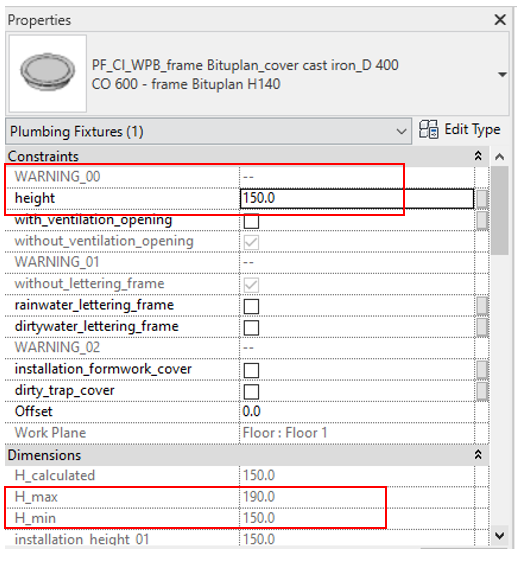 Properties
PF_CI_WPB_frame Bituplan_cover cast iron_D 400
CO 600 - frame Bituplan H140
Plumbing Fixtures (1)
Edit Type
Constraints
WARNING_00 --
height 150.0
with_ventilation_opening
without_ventilation_opening
WARNING_01 --
without_lettering_frame
rainwater_lettering_frame
dirtywater_lettering_frame
WARNING_02 --
installation_formwork_cover
dirty_trap_cover
Offset 0.0
Work Plane Floor : Floor 1
Dimensions
H_calculated 150.0
H_max 190.0
H_min 150.0
installation_height_01 150.0